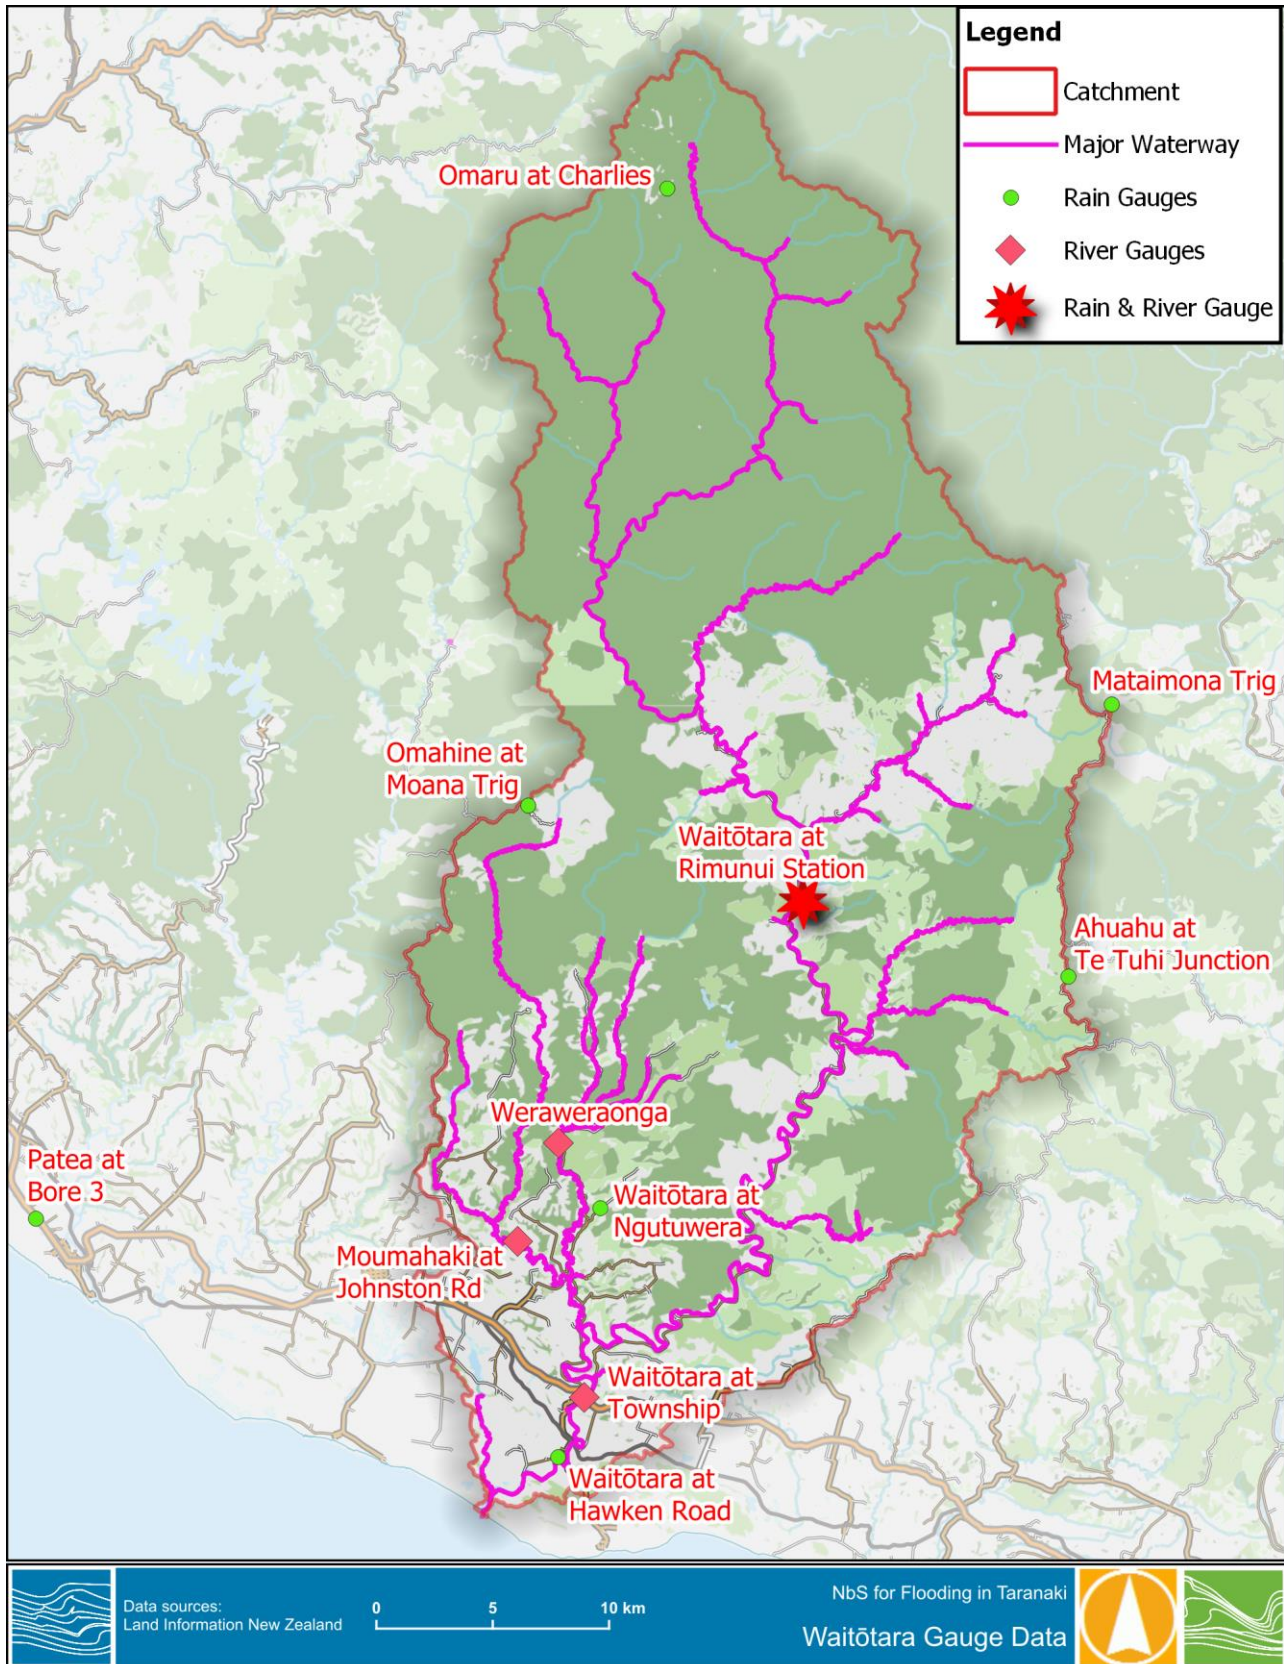 Legend
Catchment
Major Waterway
Rain Gauges
River Gauges
Rain & River Gauge
Omaru at Charlies
Mataimona Trig
Omahine at
Moana Trig
Waitōtara at
Rimunui Station
Ahuahu at
Te Tuhi Junction
Weraweraonga
Patea at
Bore 3
Waitōtara at
Ngutuwera
Moumahaki at
Johnston Rd
Waitōtara at
Township
Waitōtara at
Hawken Road
Data sources:
Land Information New Zealand
0 5 10 km
NbS for Flooding in Taranaki
Waitōtara Gauge Data